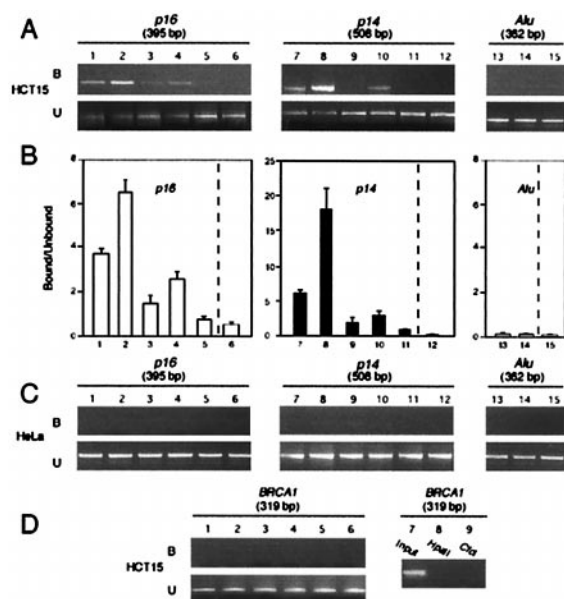 A
p16
(395 bp)
1 2 3 4 5 6
p14
(508 bp)
7 8 9 10 11 12
Alu
(362 bp)
13 14 15
HCT15
B
U
B
Bound/Unbound
8
6
4
2
0
p16
1 2 3 4 5 6
25
20
15
10
5
0
p14
7 8 9 10 11 12
8
6
4
2
0
Alu
13 14 15
C
p16
(395 bp)
1 2 3 4 5 6
p14
(508 bp)
7 8 9 10 11 12
Alu
(362 bp)
13 14 15
HeLa
B
U
D
BRCA1
(319 bp)
1 2 3 4 5 6
HCT15
B
U
BRCA1
(319 bp)
7 8 9
Input HpaII